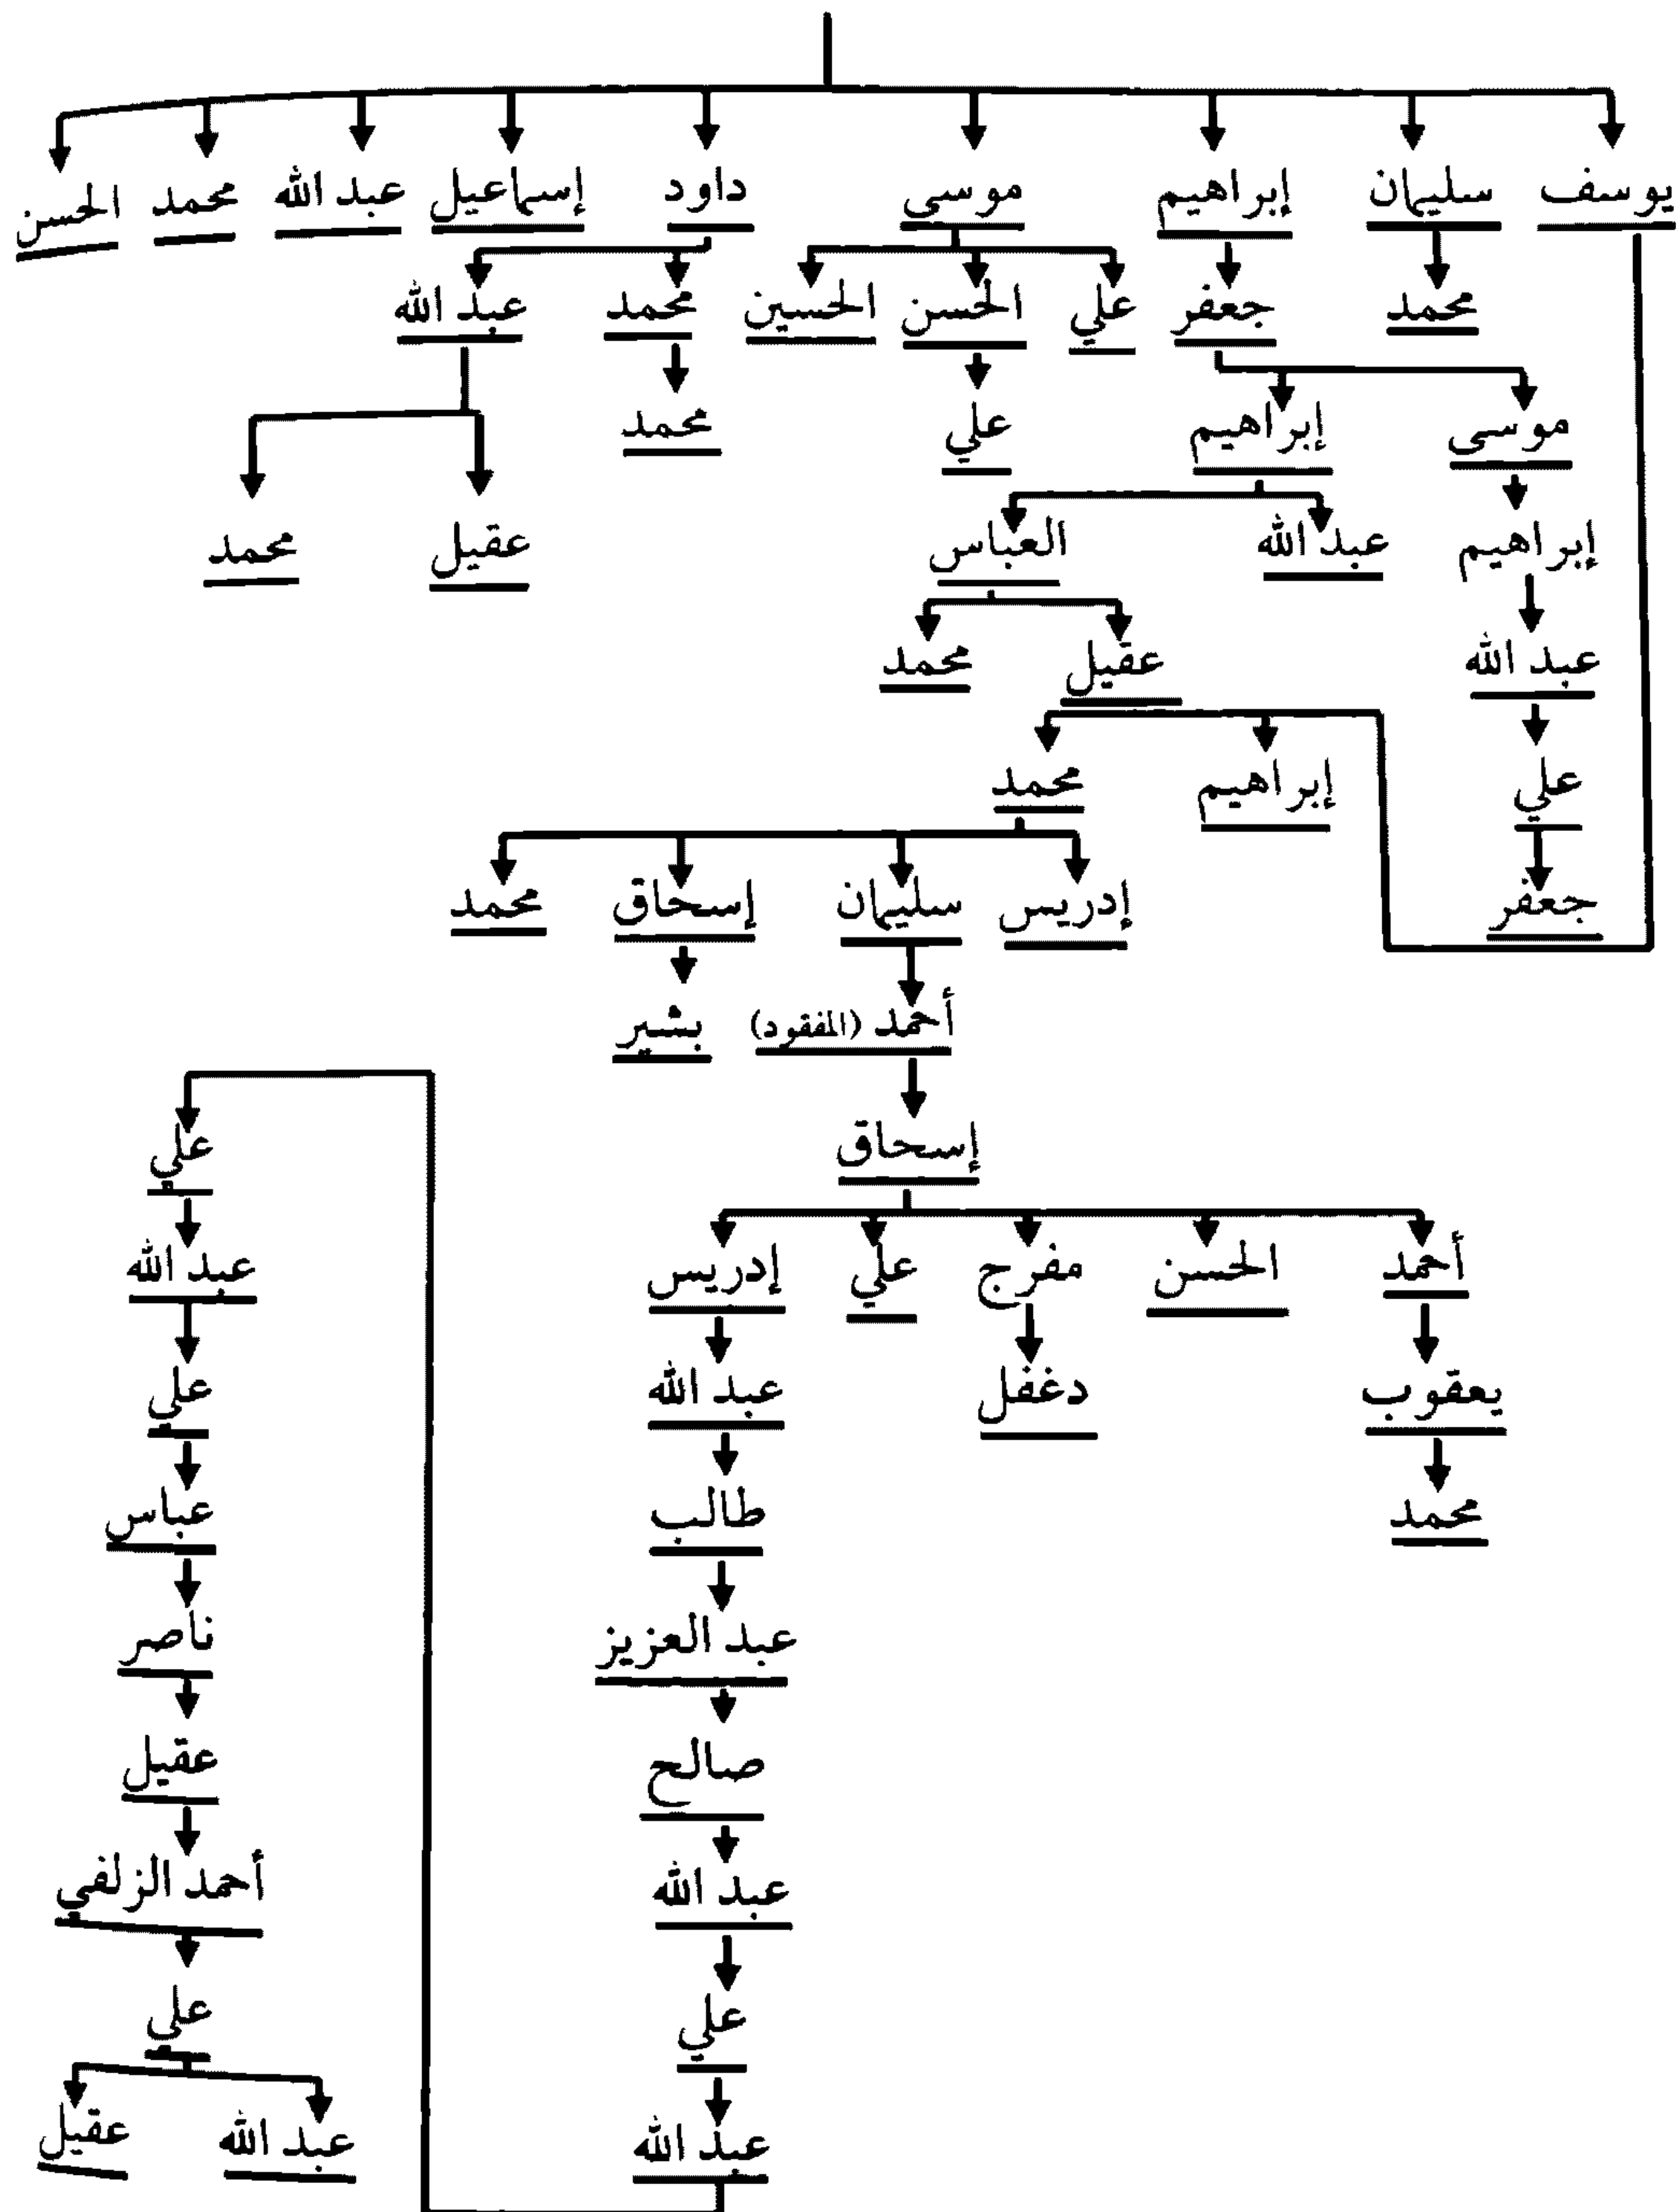 يوسف سليمان إبراهيم موسى داود إسماعيل عبد الله محمد الحسن
محمد جعفر علي الحسن الحسين محمد عبد الله
موسى إبراهيم علي محمد
إبراهيم عبد الله العباس عقيل محمد
عبد الله عقيل محمد
علي إبراهيم محمد
جعفر إدريس سليمان إسحاق محمد
أحمد (المفقود) بشير
إسحاق علي
أحمد الحسن مفرج علي إدريس عبد الله
يعقوب دغفل عبد الله علي
محمد طالب عباس
عبد العزيز ناصر
صالح عقيل
عبد الله أحمد الزلفي
علي علي
عبد الله عبد الله عقيل